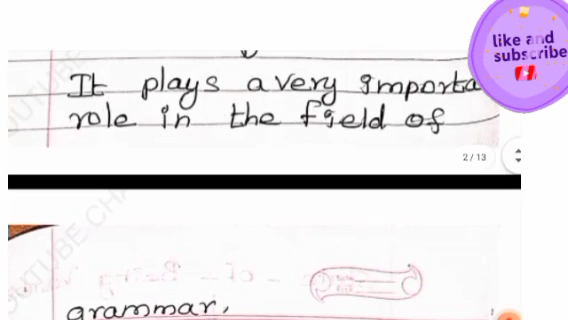 like and
subscribe
It plays a very importa
role in the field of
2/13
grammar,